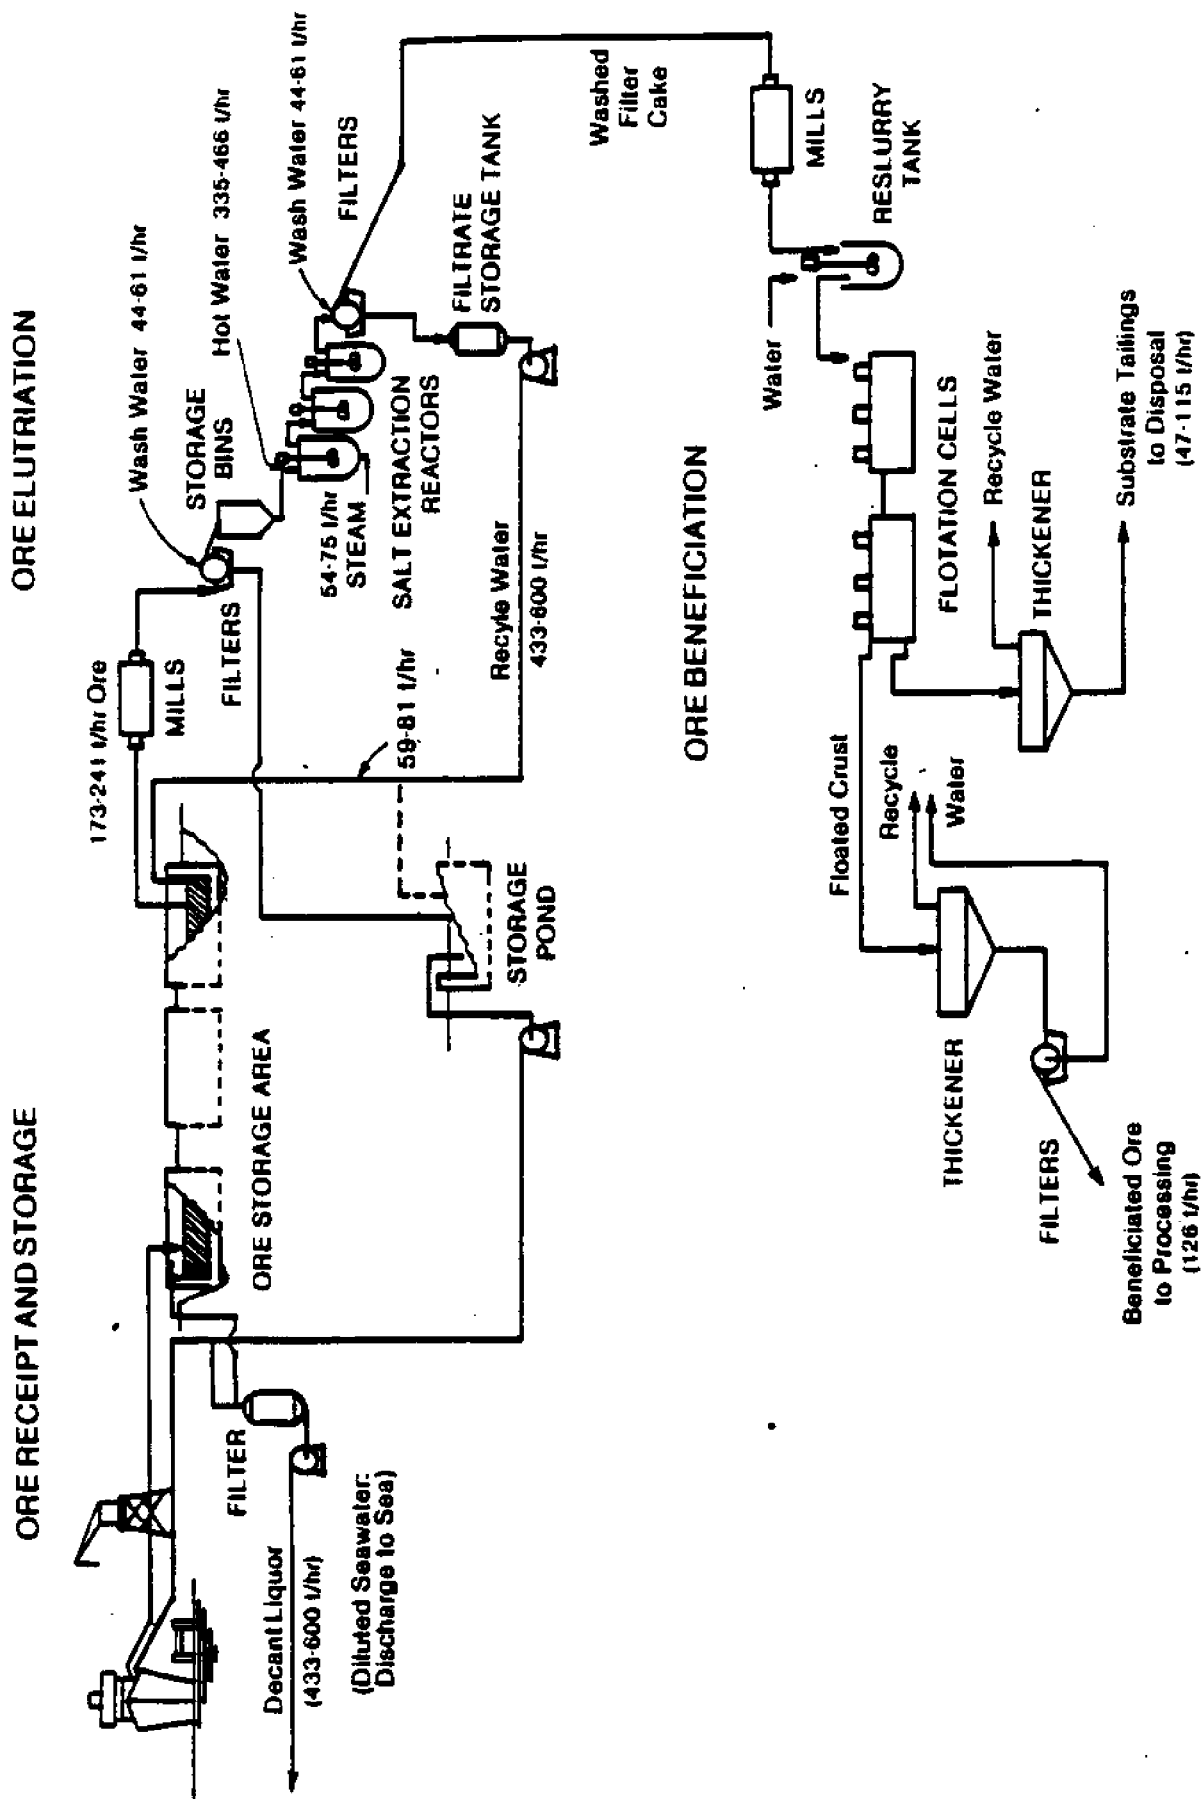 ORE RECEIPT AND STORAGE
ORE ELUTRIATION
173-241 t/hr Ore
MILLS
Wash Water 44-61 t/hr
FILTERS
STORAGE
BINS
Hot Water 335-466 t/hr
54-75 t/hr
STEAM
SALT EXTRACTION
REACTORS
Wash Water 44-61 t/hr
FILTERS
FILTRATE
STORAGE TANK
Washed
Filter
Cake
ORE STORAGE AREA
59-81 t/hr
Recyle Water
433-600 t/hr
STORAGE
POND
FILTER
Decant Liquor
(433-600 t/hr)
(Diluted Seawater:
Discharge to Sea)
ORE BENEFICIATION
MILLS
RESLURRY
TANK
Water
FLOTATION CELLS
Floated Crust
Recycle
Water
Recycle Water
THICKENER
Substrate Tailings
to Disposal
(47-115 t/hr)
THICKENER
FILTERS
Beneficiated Ore
to Processing
(126 t/hr)